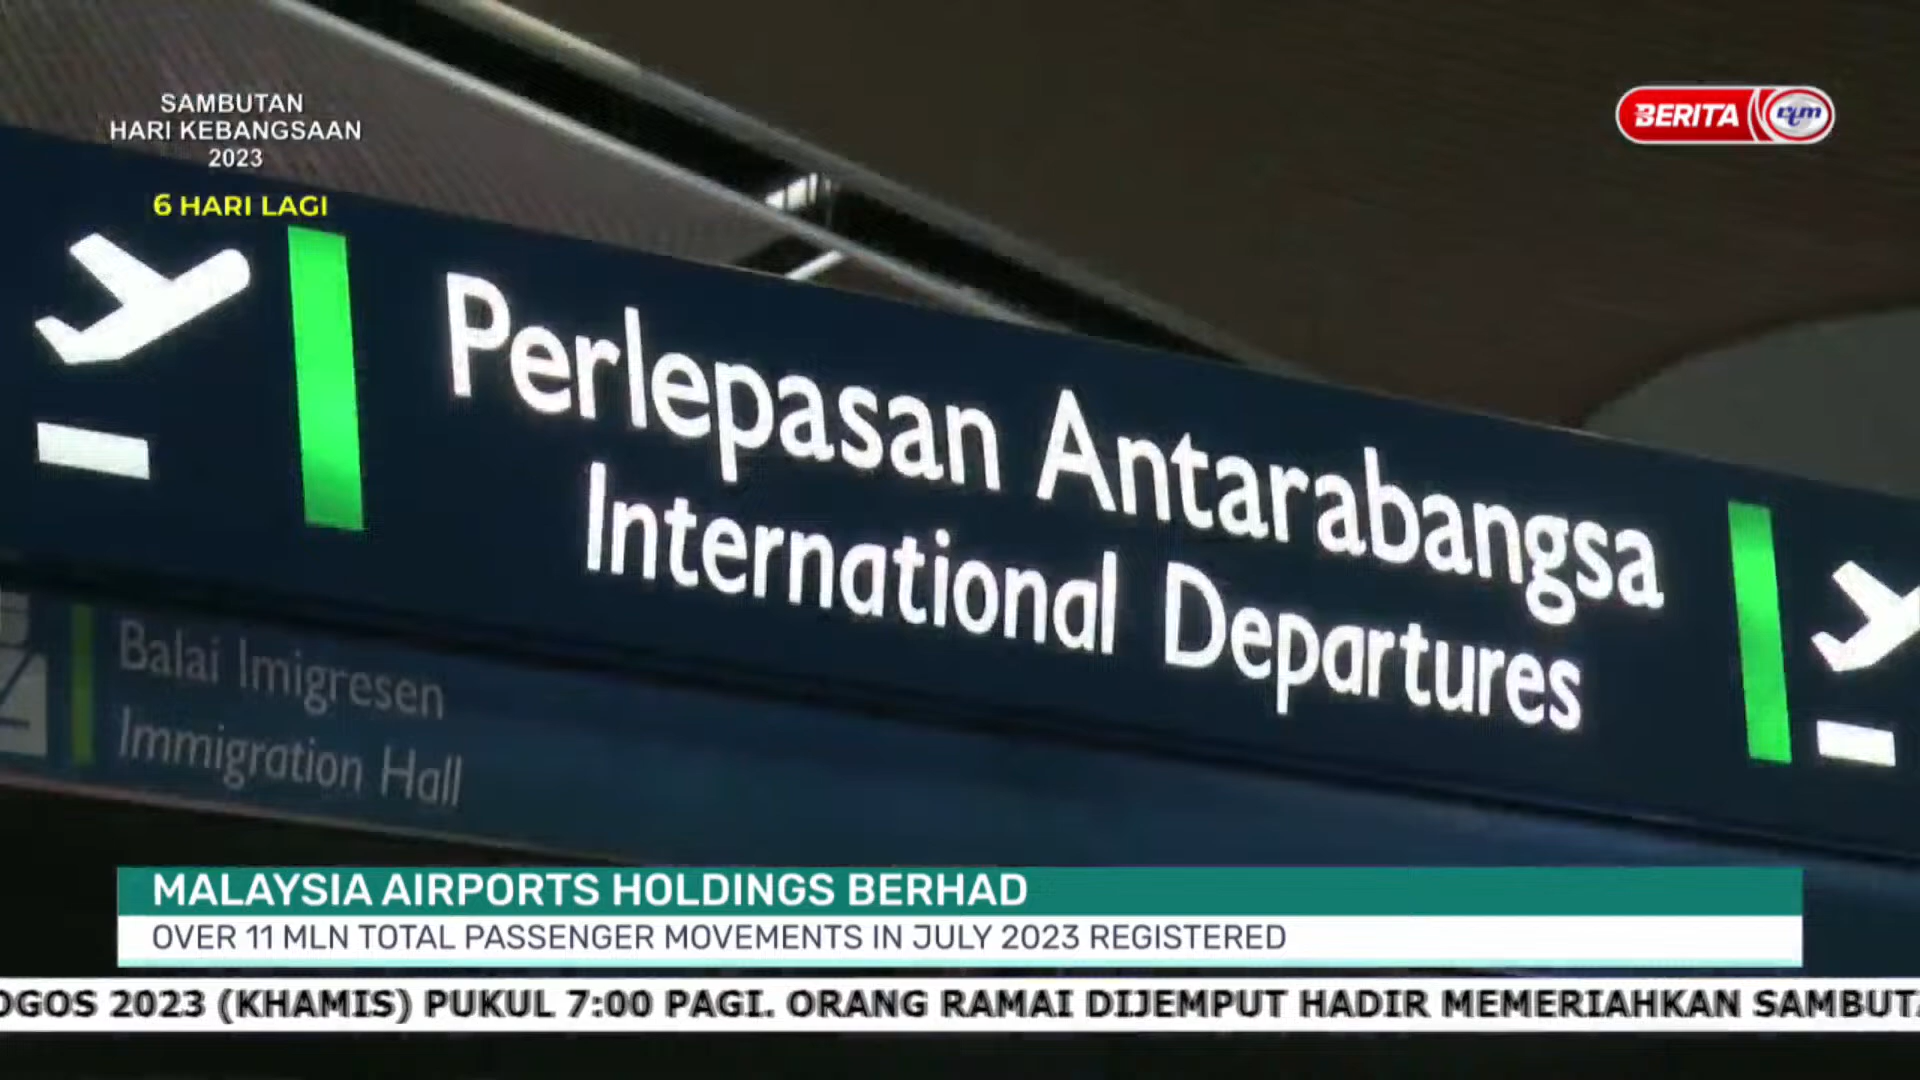 SAMBUTAN
HARI KEBANGSAAN
2023
6 HARI LAGI
BERITA rtm
Perlepasan Antarabangsa
International Departures
Balai Imigresen
Immigration Hall
MALAYSIA AIRPORTS HOLDINGS BERHAD
OVER 11 MLN TOTAL PASSENGER MOVEMENTS IN JULY 2023 REGISTERED
OGOS 2023 (KHAMIS) PUKUL 7:00 PAGI. ORANG RAMAI DIJEMPUT HADIR MEMERIAHKAN SAMBUTA